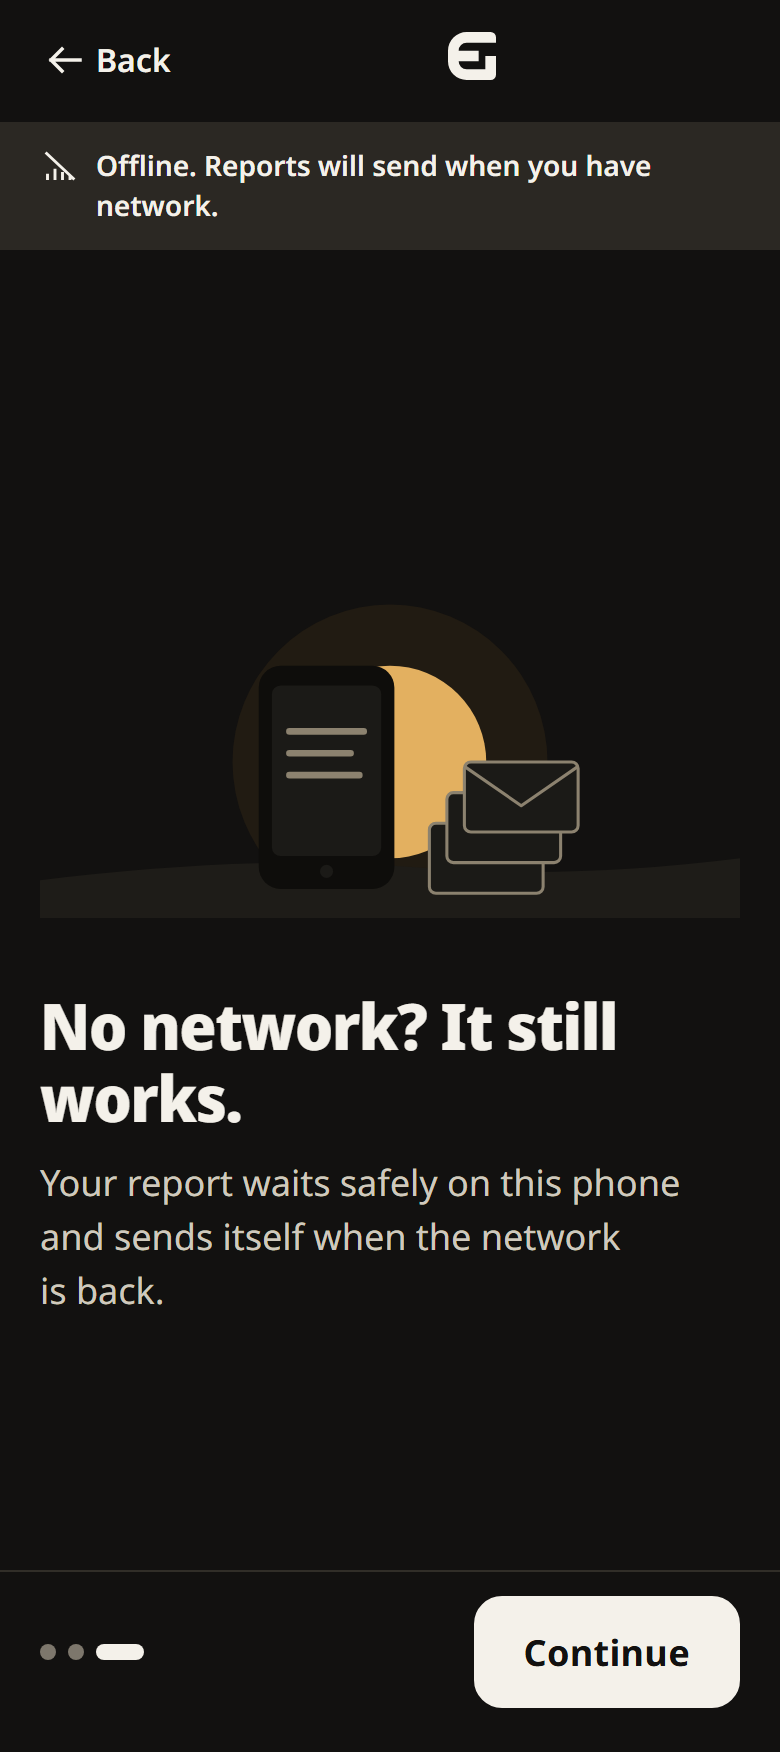 Back
Offline. Reports will send when you have
network.
No network? It still
works.
Your report waits safely on this phone
and sends itself when the network
is back.
Continue